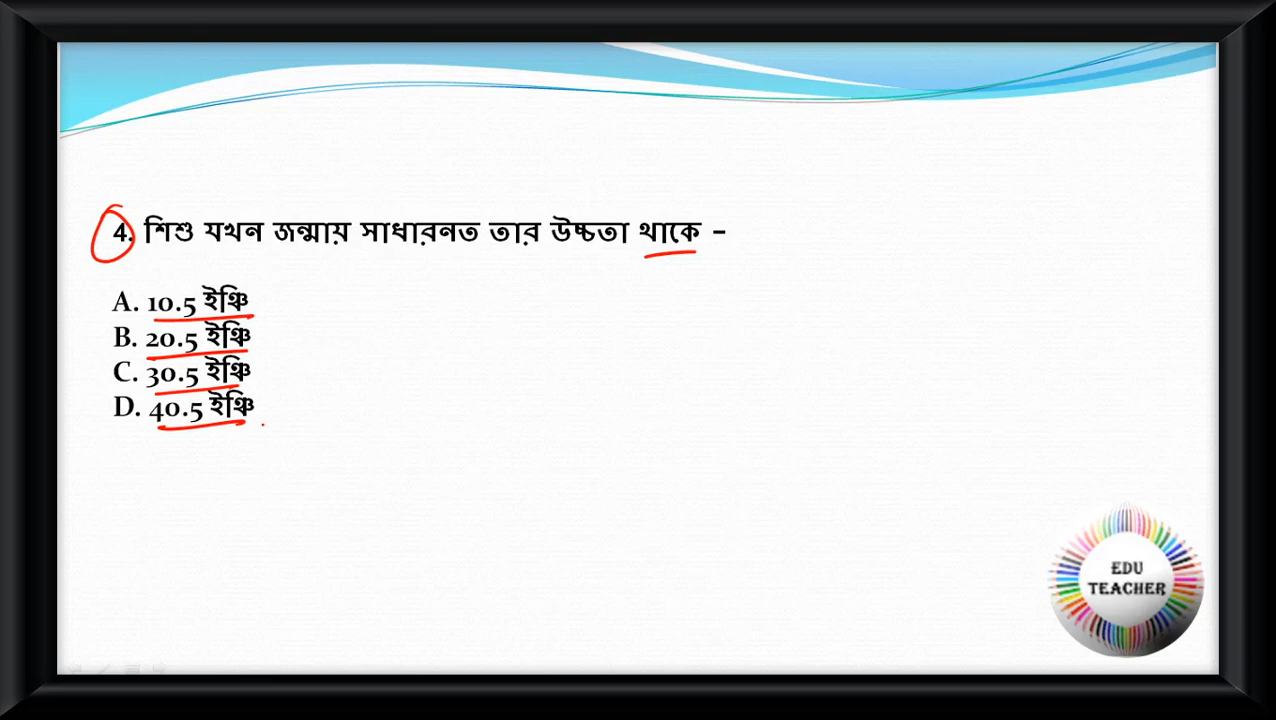 4. শিশু যখন জন্মায় সাধারনত তার উচ্চতা থাকে –
A. 10.5 ইঞ্চি
B. 20.5 ইঞ্চি
C. 30.5 ইঞ্চি
D. 40.5 ইঞ্চি
EDU
TEACHER